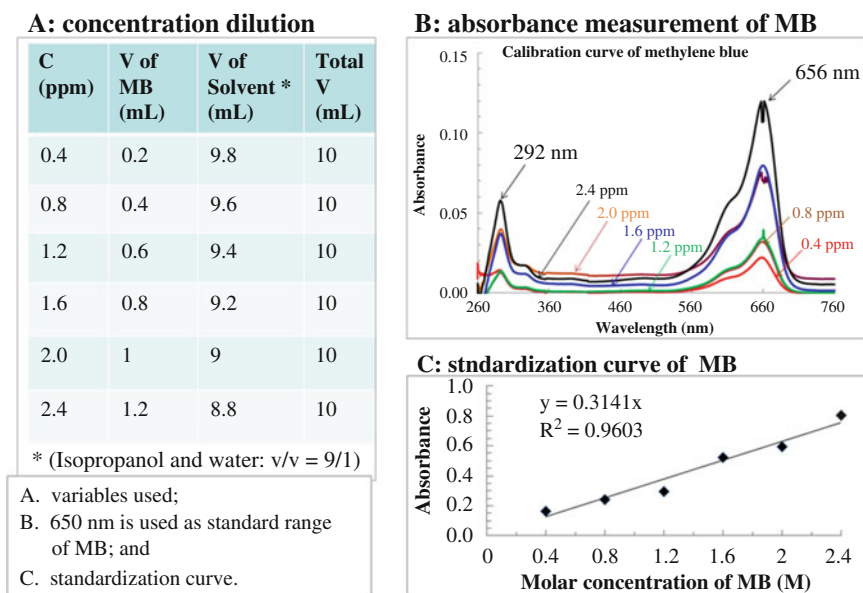 A: concentration dilution
C (ppm) V of MB (mL) V of Solvent * (mL) Total V (mL)
0.4 0.2 9.8 10
0.8 0.4 9.6 10
1.2 0.6 9.4 10
1.6 0.8 9.2 10
2.0 1 9 10
2.4 1.2 8.8 10
* (Isopropanol and water: v/v = 9/1)
A. variables used;
B. 650 nm is used as standard range
of MB; and
C. standardization curve.
B: absorbance measurement of MB
Calibration curve of methylene blue
0.15
0.10
0.05
0.00
Absorbance
292 nm
656 nm
2.4 ppm
2.0 ppm
1.6 ppm
1.2 ppm
0.8 ppm
0.4 ppm
260 360 460 560 660 760
Wavelength (nm)
C: stndardization curve of MB
1.0
0.8
0.6
0.4
0.2
0.0
Absorbance
y = 0.3141x
R² = 0.9603
0 0.4 0.8 1.2 1.6 2 2.4
Molar concentration of MB (M)